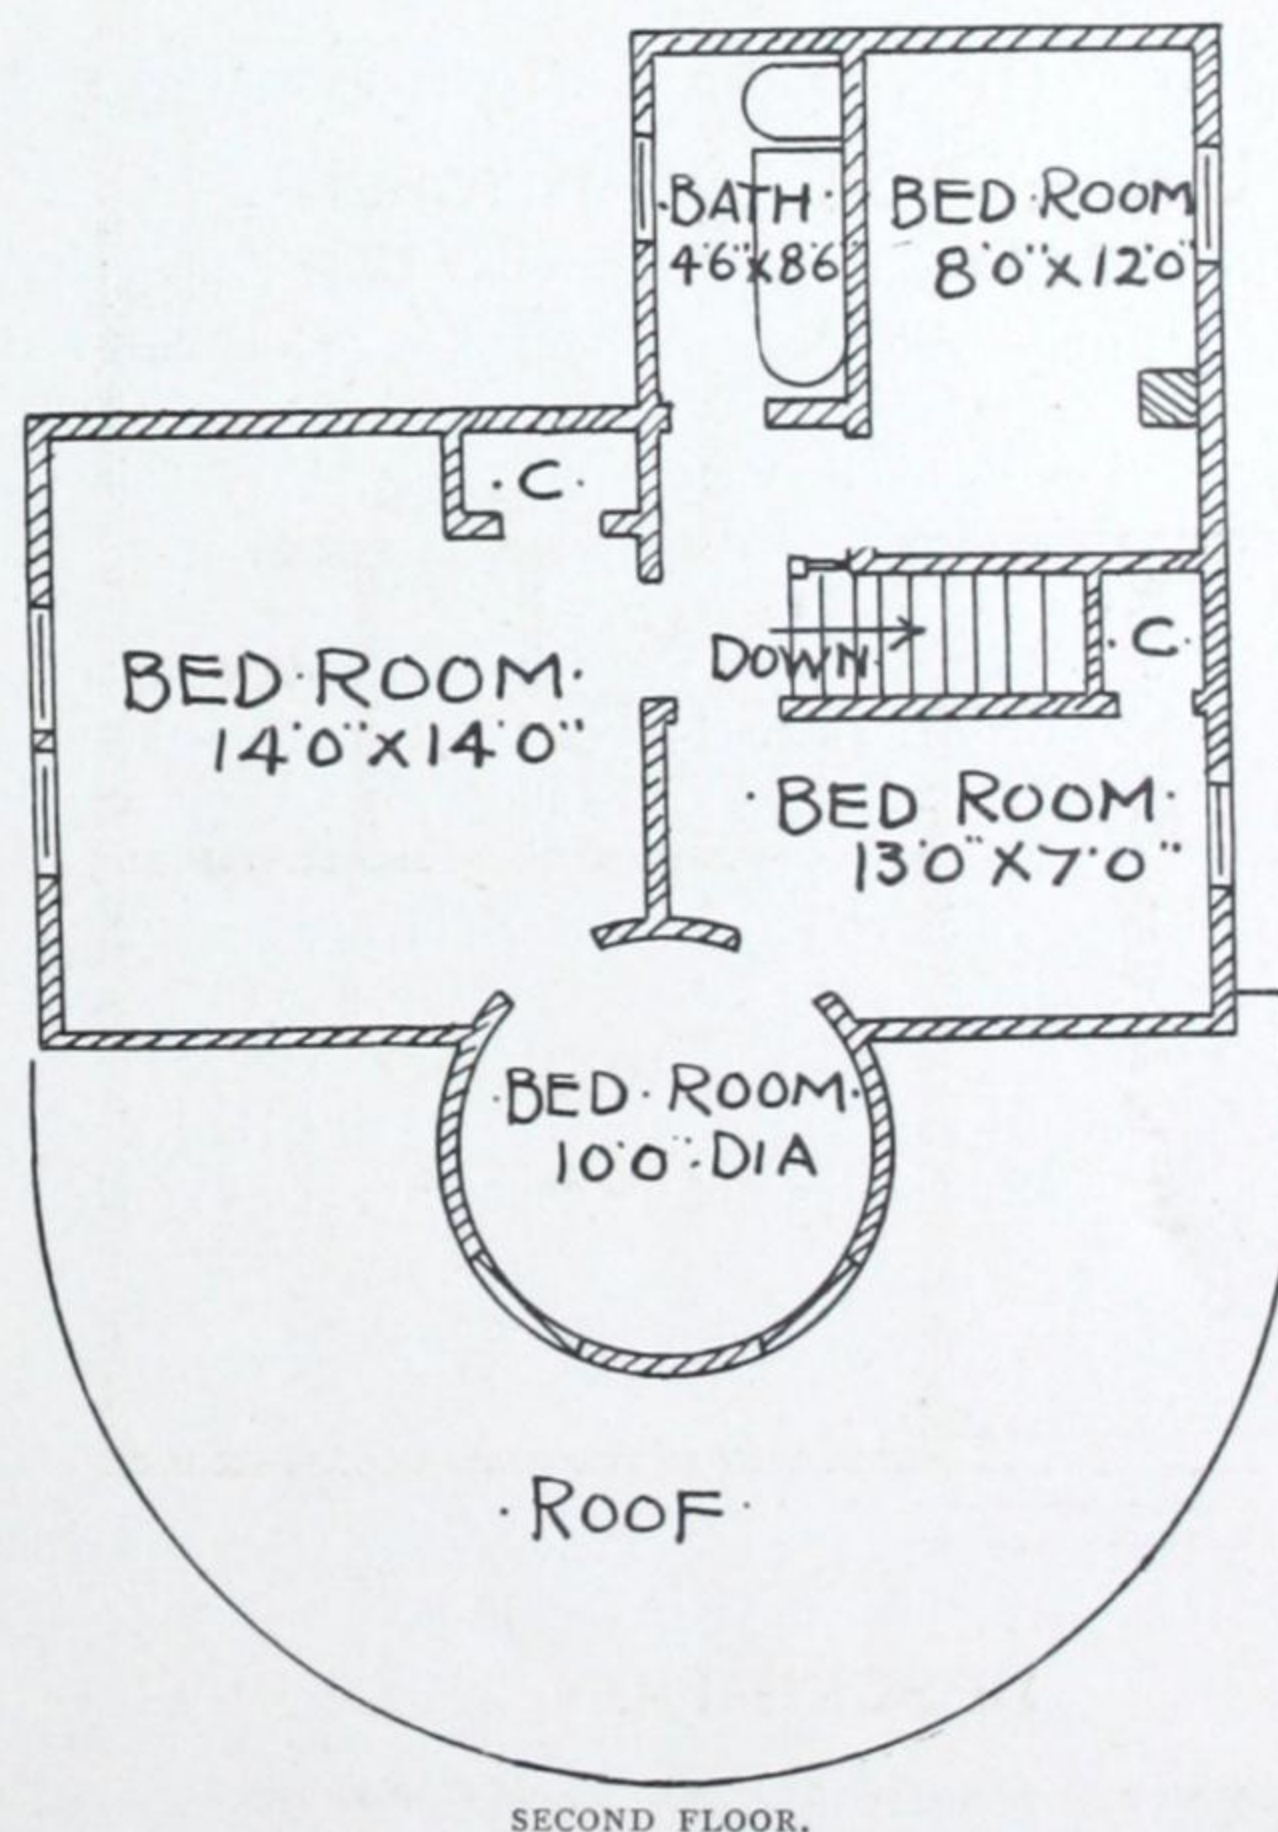 ·BATH·
4'6"X8'6
BED·ROOM
8'0"X12'0"
·C·
BED·ROOM·
14'0"X14'0"
DOWN·
·C·
·BED ROOM·
13'0"X7'0"
·BED·ROOM·
10'0"·DIA
·ROOF·
SECOND FLOOR.